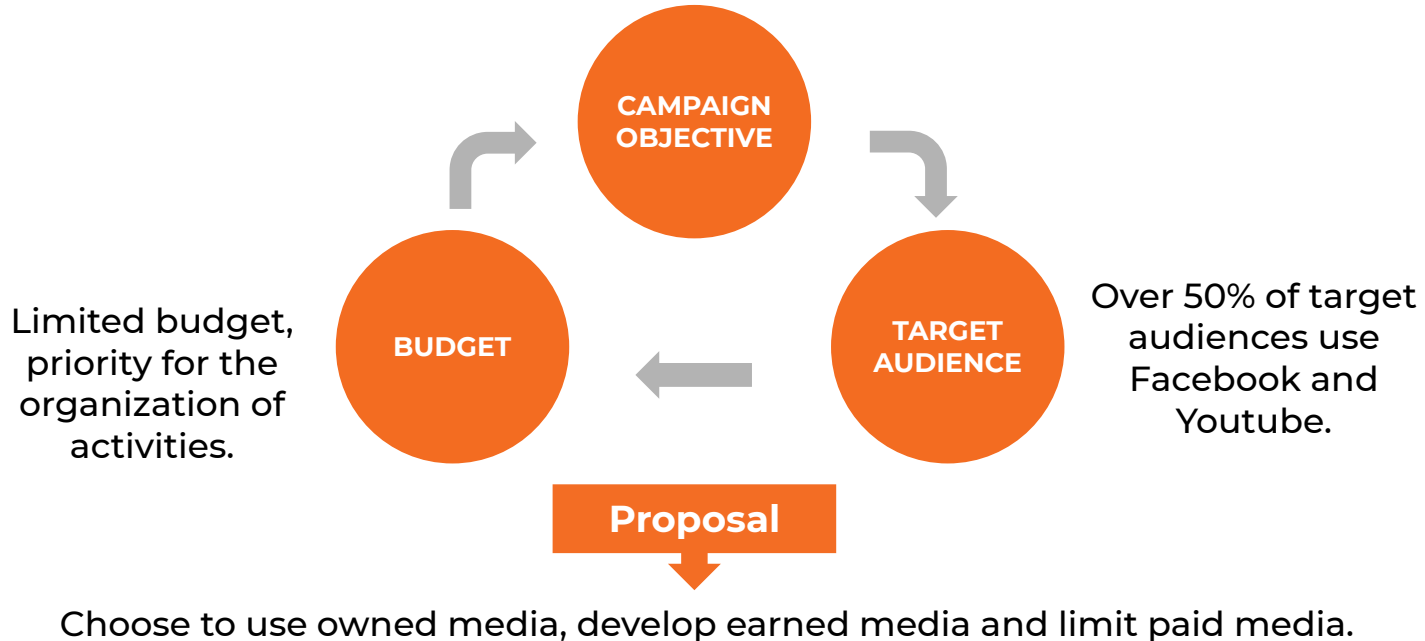 CAMPAIGN
OBJECTIVE
Limited budget,
priority for the
organization of
activities.
BUDGET
TARGET
AUDIENCE
Over 50% of target
audiences use
Facebook and
Youtube.
Proposal
Choose to use owned media, develop earned media and limit paid media.